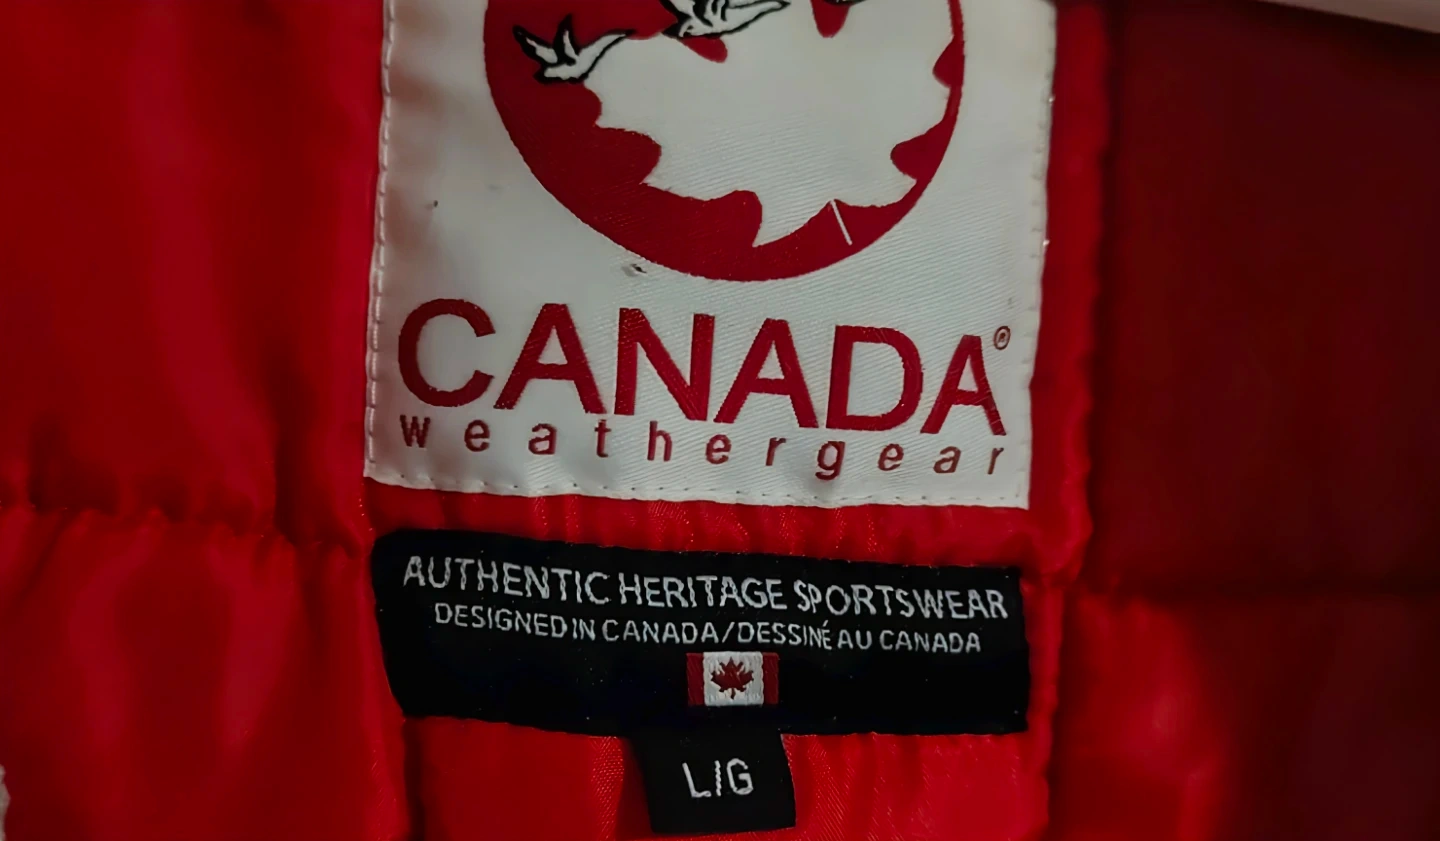 CANADA®
weathergear
AUTHENTIC HERITAGE SPORTSWEAR
DESIGNED IN CANADA/DESSINÉ AU CANADA
L/G